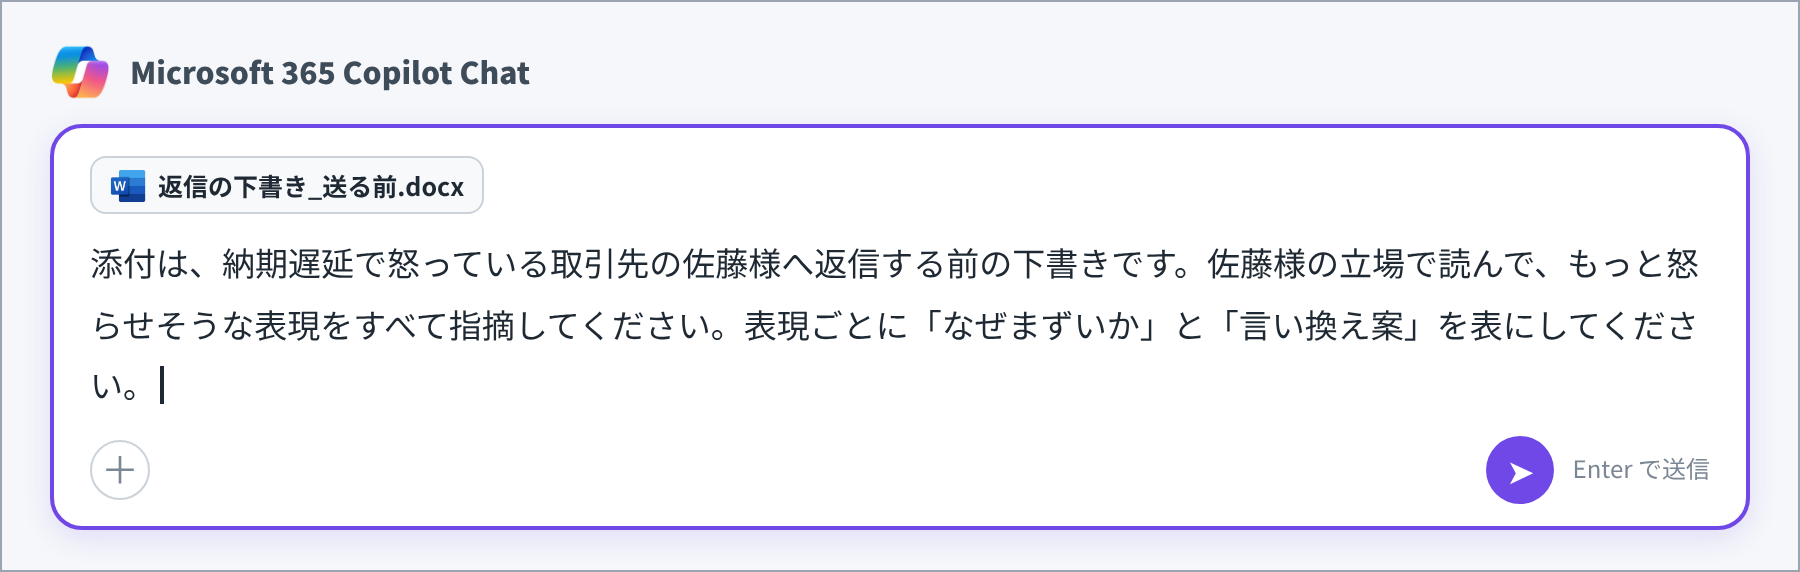 Microsoft 365 Copilot Chat
W 返信の下書き_送る前.docx
添付は、納期遅延で怒っている取引先の佐藤様へ返信する前の下書きです。佐藤様の立場で読んで、もっと怒
らせそうな表現をすべて指摘してください。表現ごとに「なぜまずいか」と「言い換え案」を表にしてくださ
い。
Enter で送信